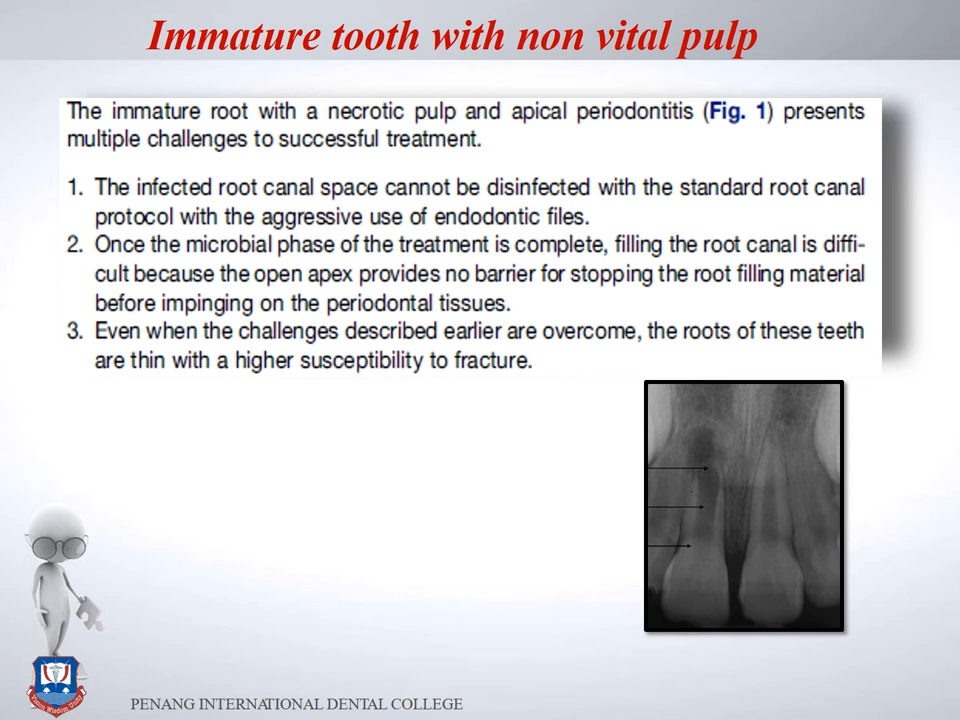 Immature tooth with non vital pulp
The immature root with a necrotic pulp and apical periodontitis (Fig. 1) presents
multiple challenges to successful treatment.
1. The infected root canal space cannot be disinfected with the standard root canal
protocol with the aggressive use of endodontic files.
2. Once the microbial phase of the treatment is complete, filling the root canal is diffi-
cult because the open apex provides no barrier for stopping the root filling material
before impinging on the periodontal tissues.
3. Even when the challenges described earlier are overcome, the roots of these teeth
are thin with a higher susceptibility to fracture.
Vision Wisdom Unity
PENANG INTERNATIONAL DENTAL COLLEGE